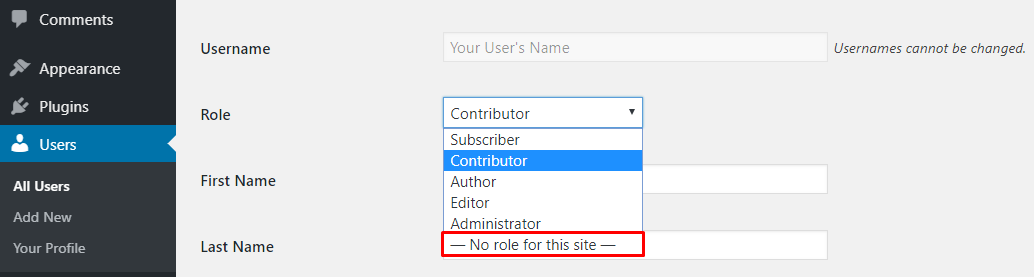 Comments
Appearance
Plugins
Users
All Users
Add New
Your Profile
Username
Your User's Name
Usernames cannot be changed.
Role
Contributor
Subscriber
Contributor
Author
Editor
Administrator
— No role for this site —
First Name
Last Name